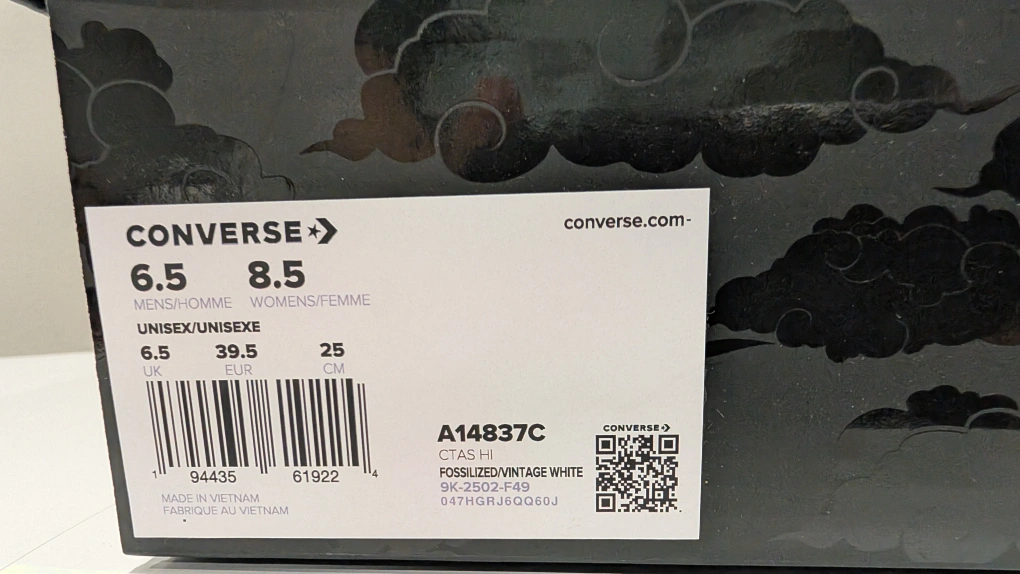 CONVERSE
converse.com-
6.5 8.5
MENS/HOMME WOMENS/FEMME
UNISEX/UNISEXE
6.5 39.5 25
UK EUR CM
1 94435 61922 4
MADE IN VIETNAM
FABRIQUE AU VIETNAM
A14837C
CTAS HI
FOSSILIZED/VINTAGE WHITE
9K-2502-F49
047HGRJ6QQ60J
CONVERSE